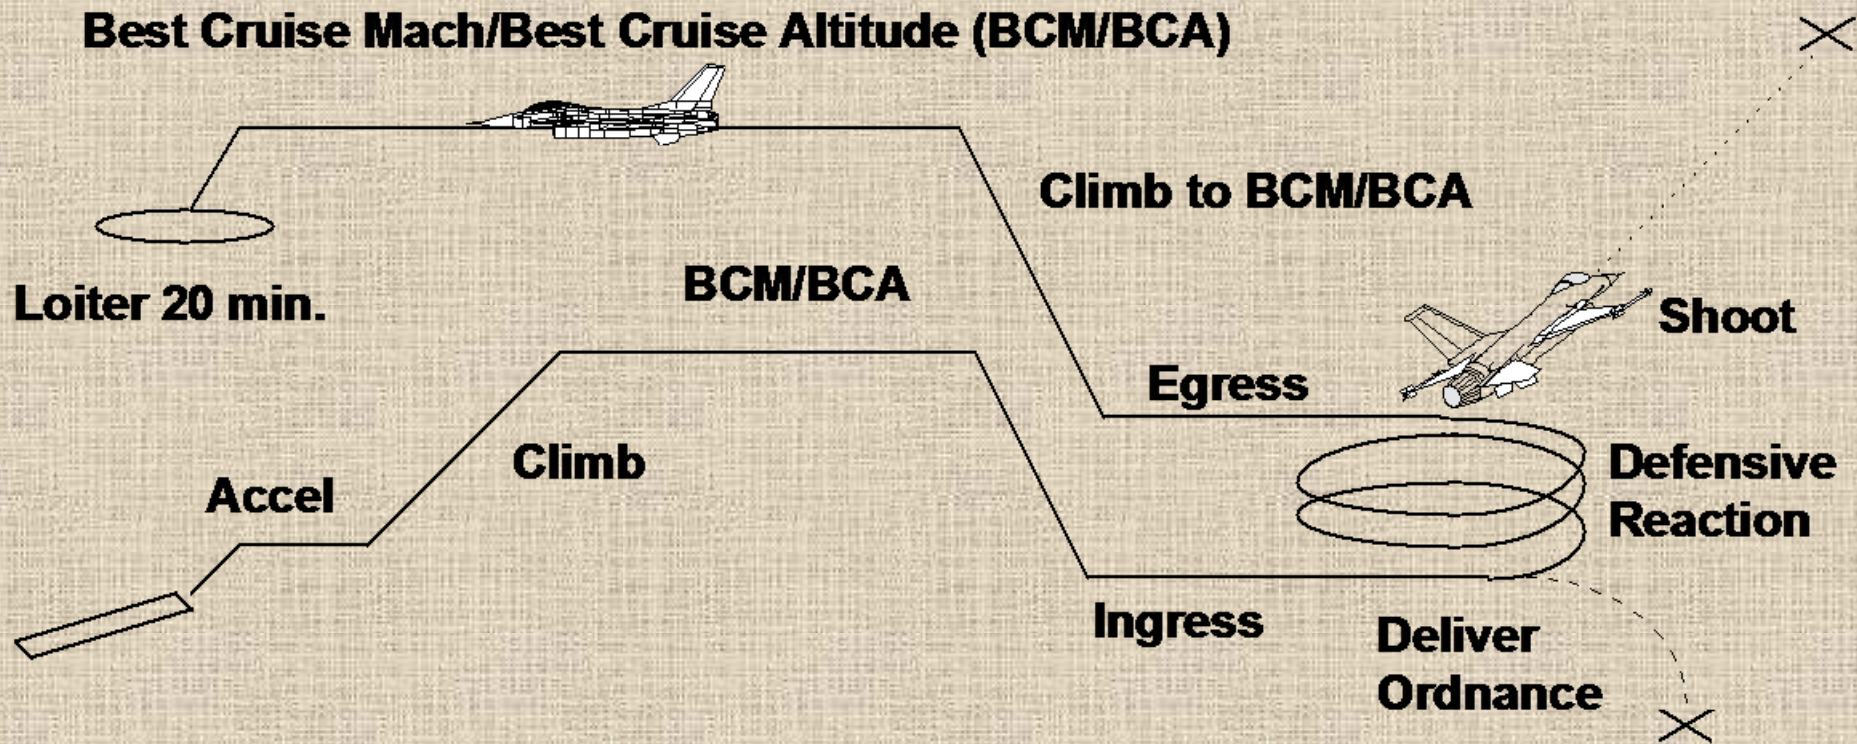 Best Cruise Mach/Best Cruise Altitude (BCM/BCA)
Climb to BCM/BCA
BCM/BCA
Loiter 20 min.
Shoot
Egress
Climb
Defensive
Reaction
Accel
Ingress
Deliver
Ordnance